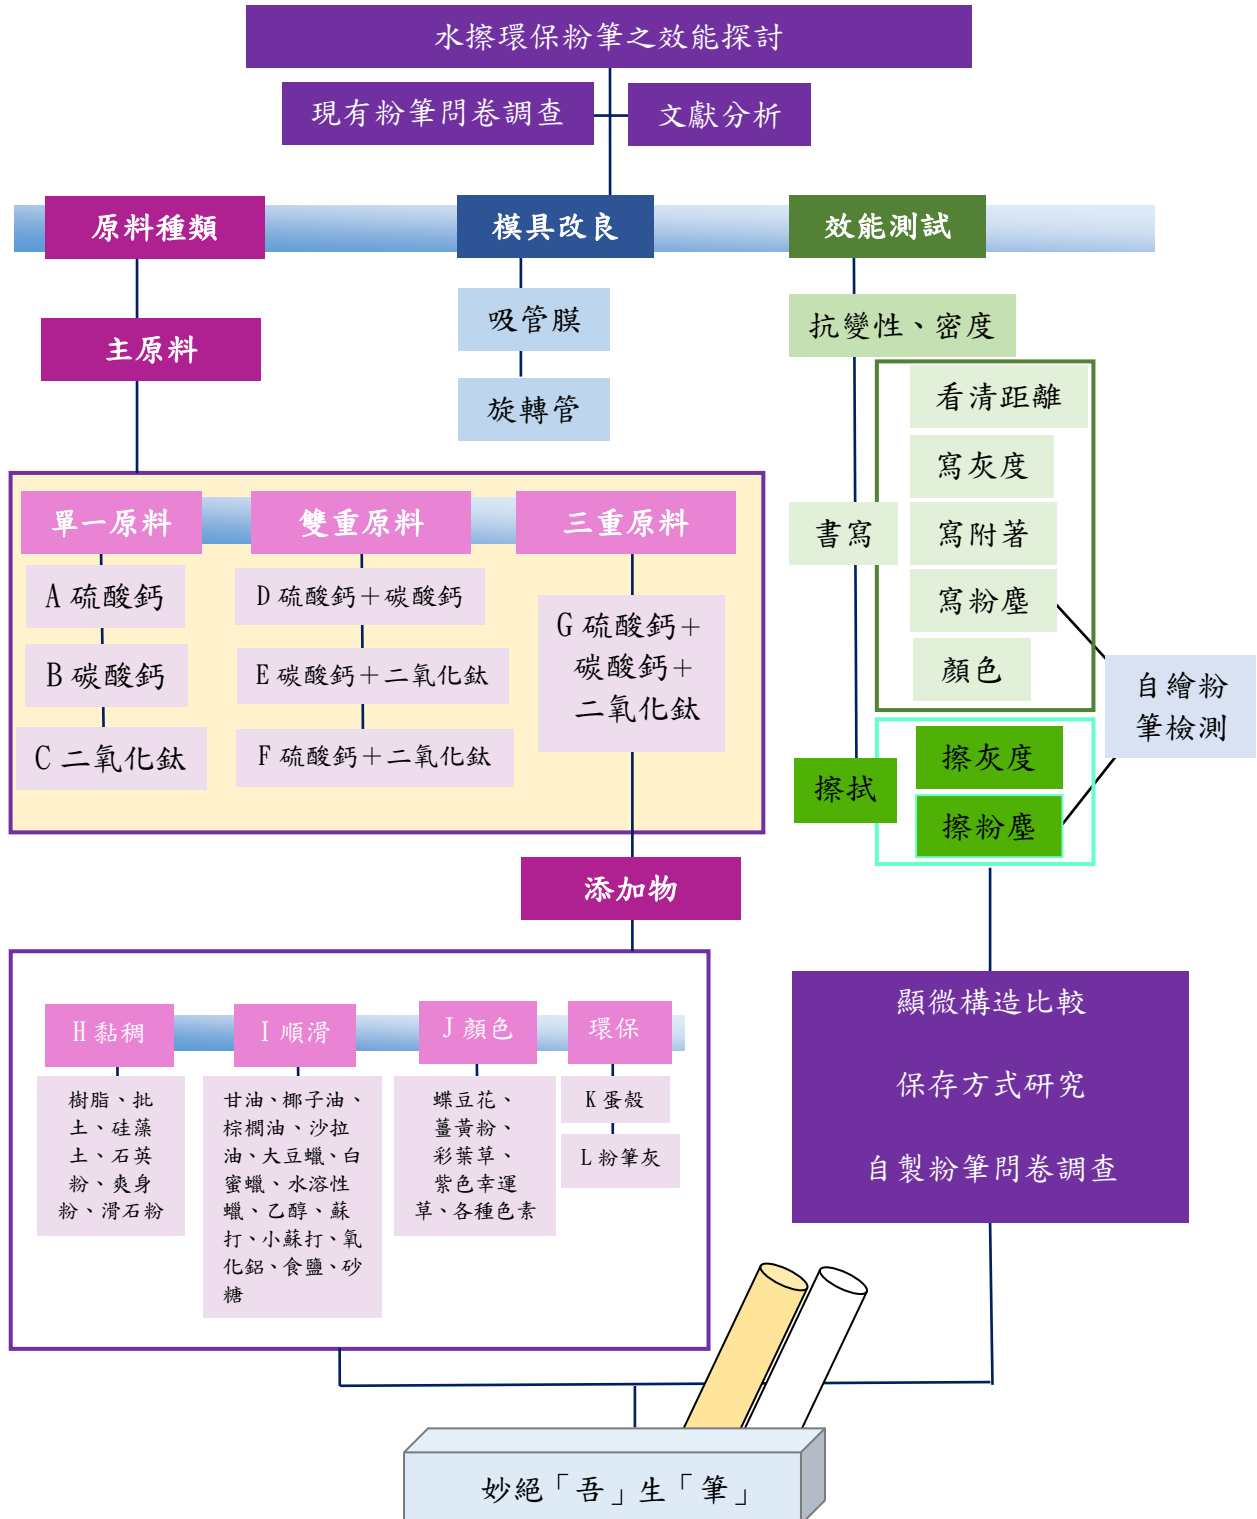 水擦環保粉筆之效能探討
現有粉筆問卷調查
文獻分析
原料種類
模具改良
效能測試
主原料
吸管膜
旋轉管
抗變性、密度
看清距離
寫灰度
書寫
寫附著
寫粉塵
顏色
自繪粉
筆檢測
擦拭
擦灰度
擦粉塵
單一原料
雙重原料
三重原料
A 硫酸鈣
B 碳酸鈣
C 二氧化鈦
D 硫酸鈣＋碳酸鈣
E 碳酸鈣＋二氧化鈦
F 硫酸鈣＋二氧化鈦
G 硫酸鈣＋
碳酸鈣＋
二氧化鈦
添加物
H 黏稠
I 順滑
J 顏色
環保
樹脂、批
土、硅藻
土、石英
粉、爽身
粉、滑石粉
甘油、椰子油、
棕櫚油、沙拉
油、大豆蠟、白
蜜蠟、水溶性
蠟、乙醇、蘇
打、小蘇打、氧
化鋁、食鹽、砂
糖
蝶豆花、
薑黃粉、
彩葉草、
紫色幸運
草、各種色素
K 蛋殼
L 粉筆灰
顯微構造比較
保存方式研究
自製粉筆問卷調查
妙絕「吾」生「筆」